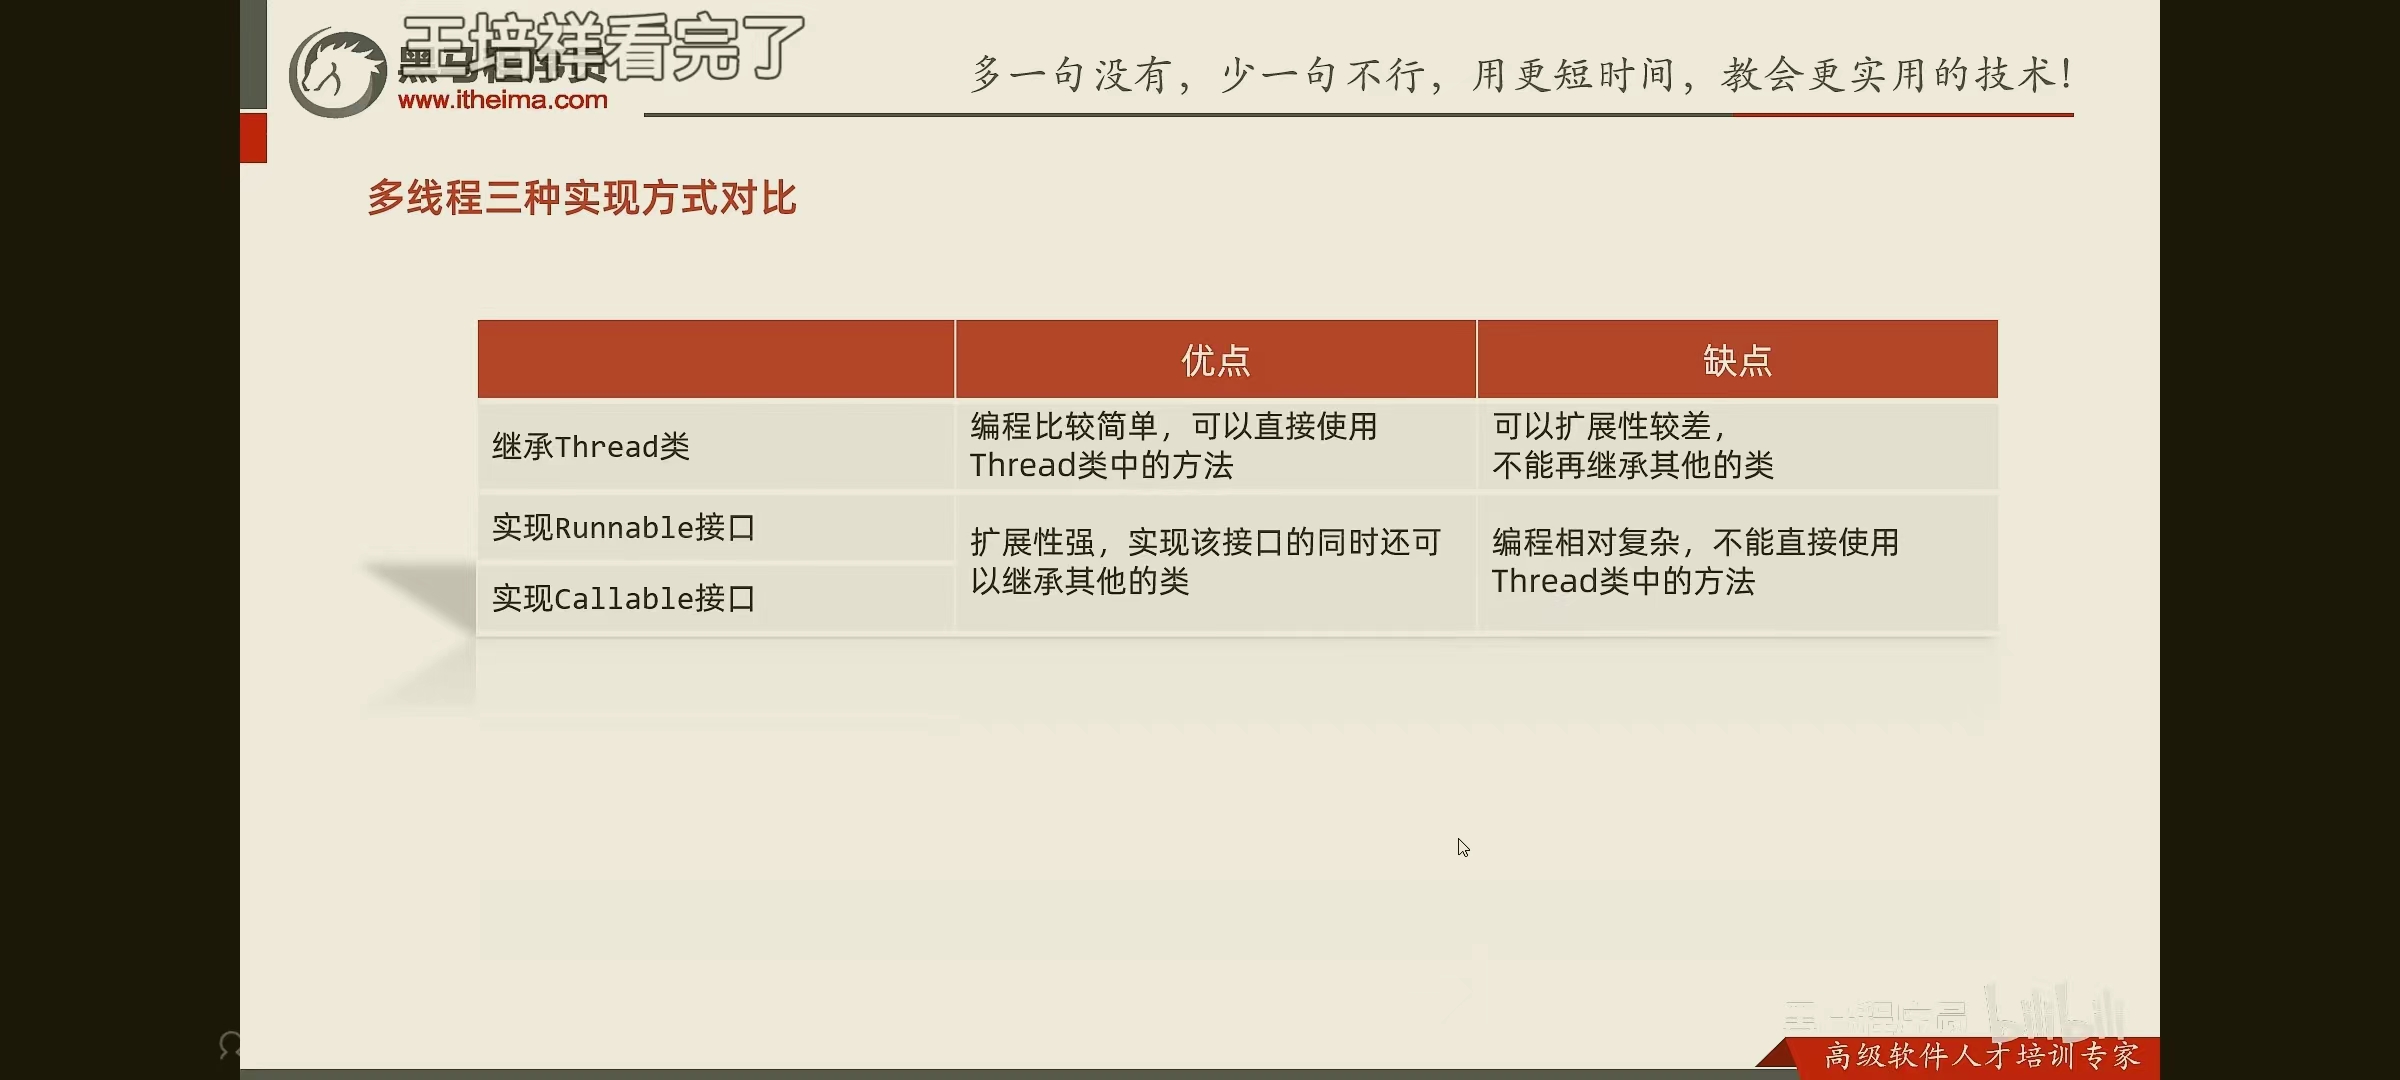 王培祥看完了
www.itheima.com
多一句没有，少一句不行，用更短时间，教会更实用的技术！
多线程三种实现方式对比
优点
缺点
继承Thread类
编程比较简单，可以直接使用
Thread类中的方法
可以扩展性较差，
不能再继承其他的类
实现Runnable接口
实现Callable接口
扩展性强，实现该接口的同时还可
以继承其他的类
编程相对复杂，不能直接使用
Thread类中的方法
bilibili
高级软件人才培训专家